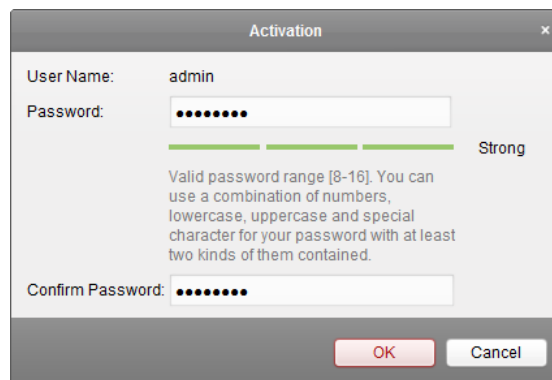 Activation
×
User Name: admin
Password: ●●●●●●●●
Strong
Valid password range [8-16]. You can
use a combination of numbers,
lowercase, uppercase and special
character for your password with at least
two kinds of them contained.
Confirm Password: ●●●●●●●●
OK Cancel